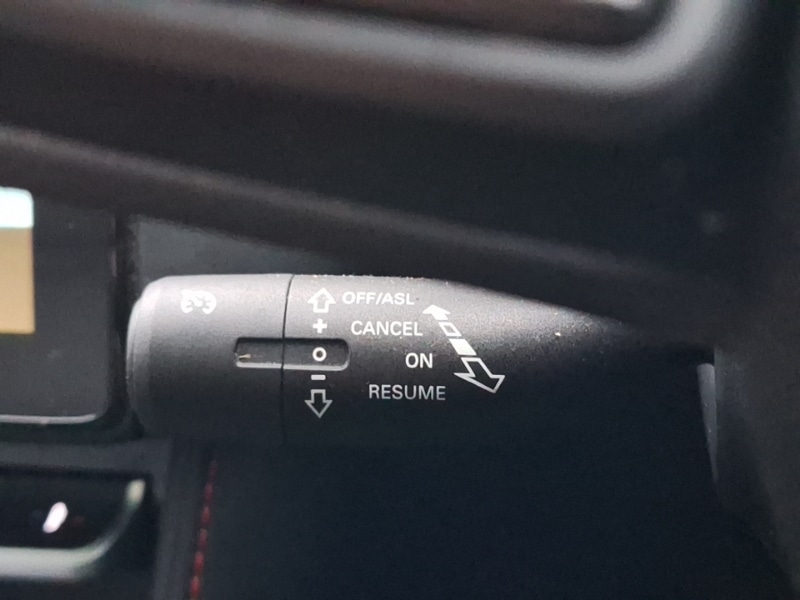 OFF/ASL
+ CANCEL
ON
-
RESUME